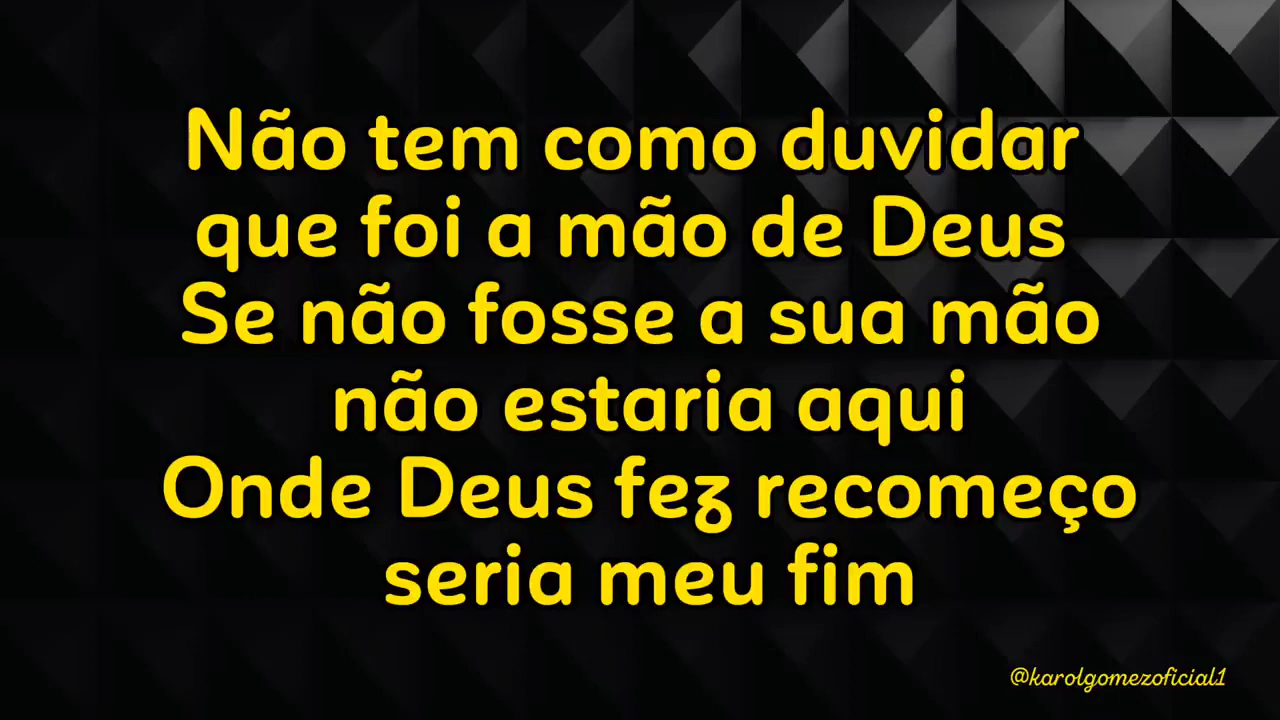 Não tem como duvidar
que foi a mão de Deus
Se não fosse a sua mão
não estaria aqui
Onde Deus fez recomeço
seria meu fim
@karolgomezoficial1